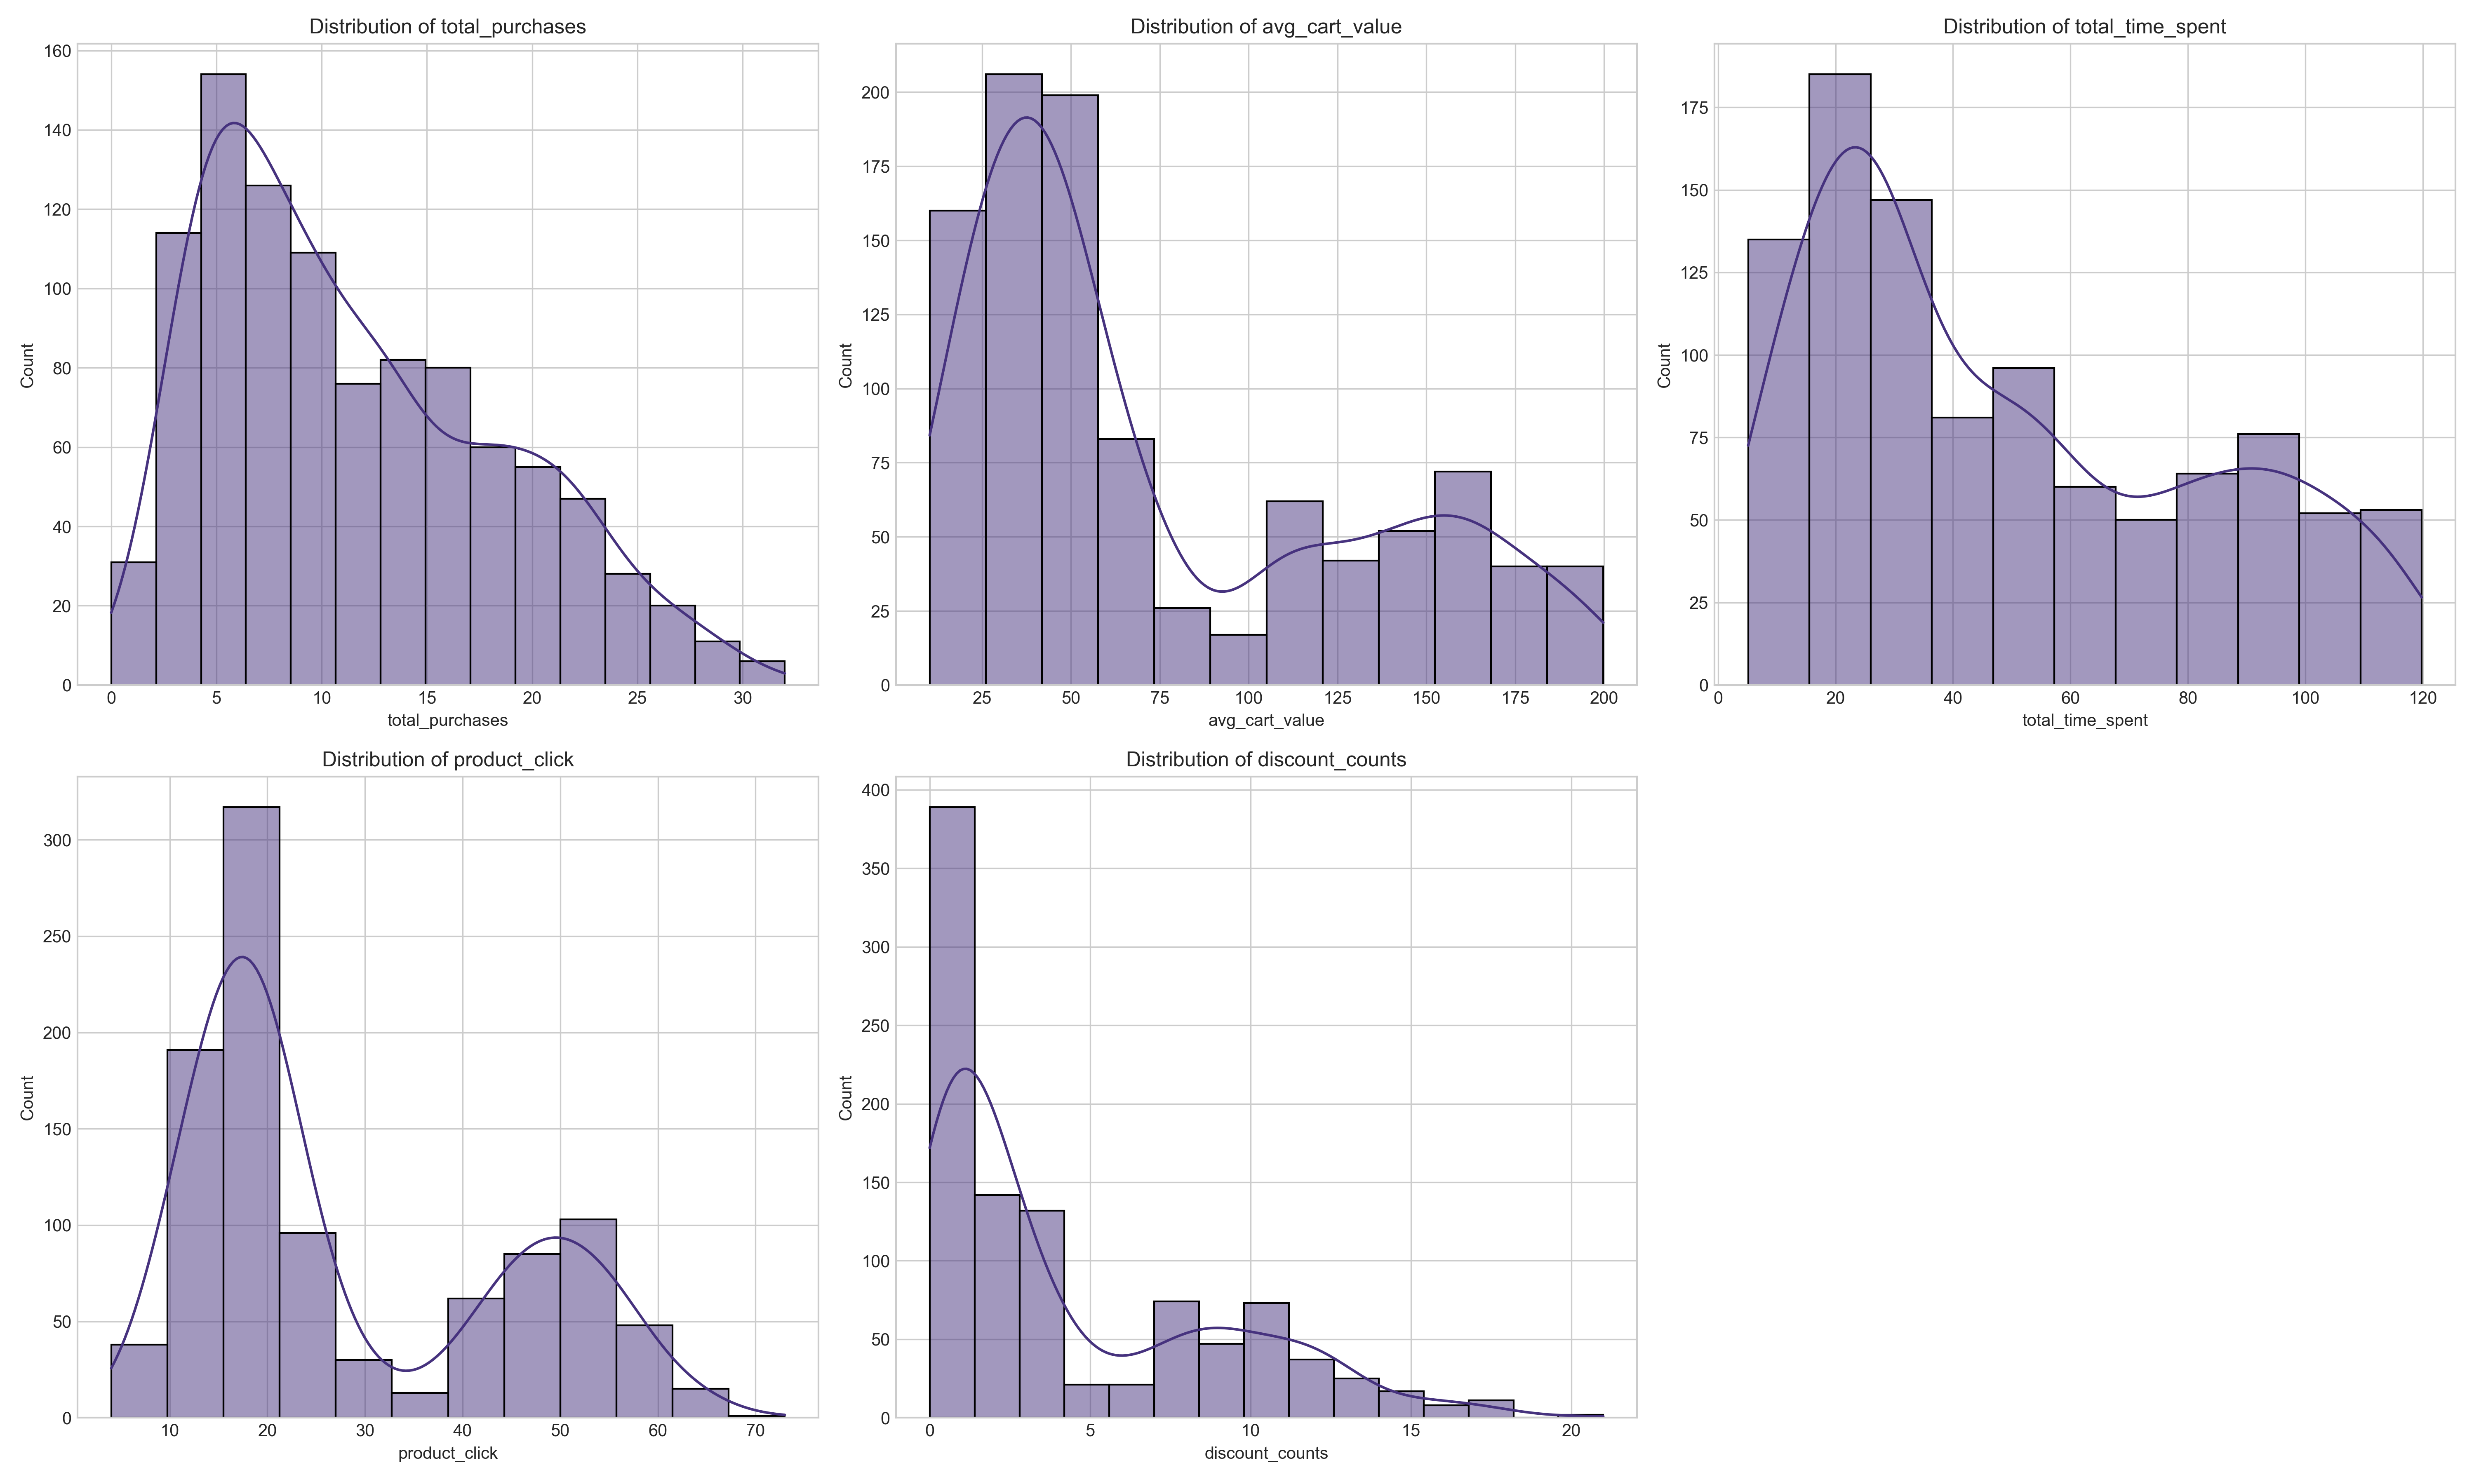 Distribution of total_purchases
160
140
120
100
80
60
40
20
0
Count
0 5 10 15 20 25 30
total_purchases
Distribution of avg_cart_value
200
175
150
125
100
75
50
25
0
Count
25 50 75 100 125 150 175 200
avg_cart_value
Distribution of total_time_spent
175
150
125
100
75
50
25
0
Count
0 20 40 60 80 100 120
total_time_spent
Distribution of product_click
300
250
200
150
100
50
0
Count
10 20 30 40 50 60 70
product_click
Distribution of discount_counts
400
350
300
250
200
150
100
50
0
Count
0 5 10 15 20
discount_counts